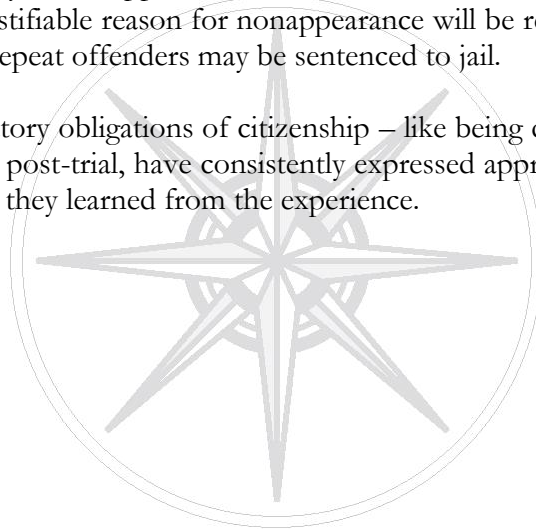 stifiable reason for nonappearance will be r
epeat offenders may be sentenced to jail.
tory obligations of citizenship – like being
post-trial, have consistently expressed appr
they learned from the experience.